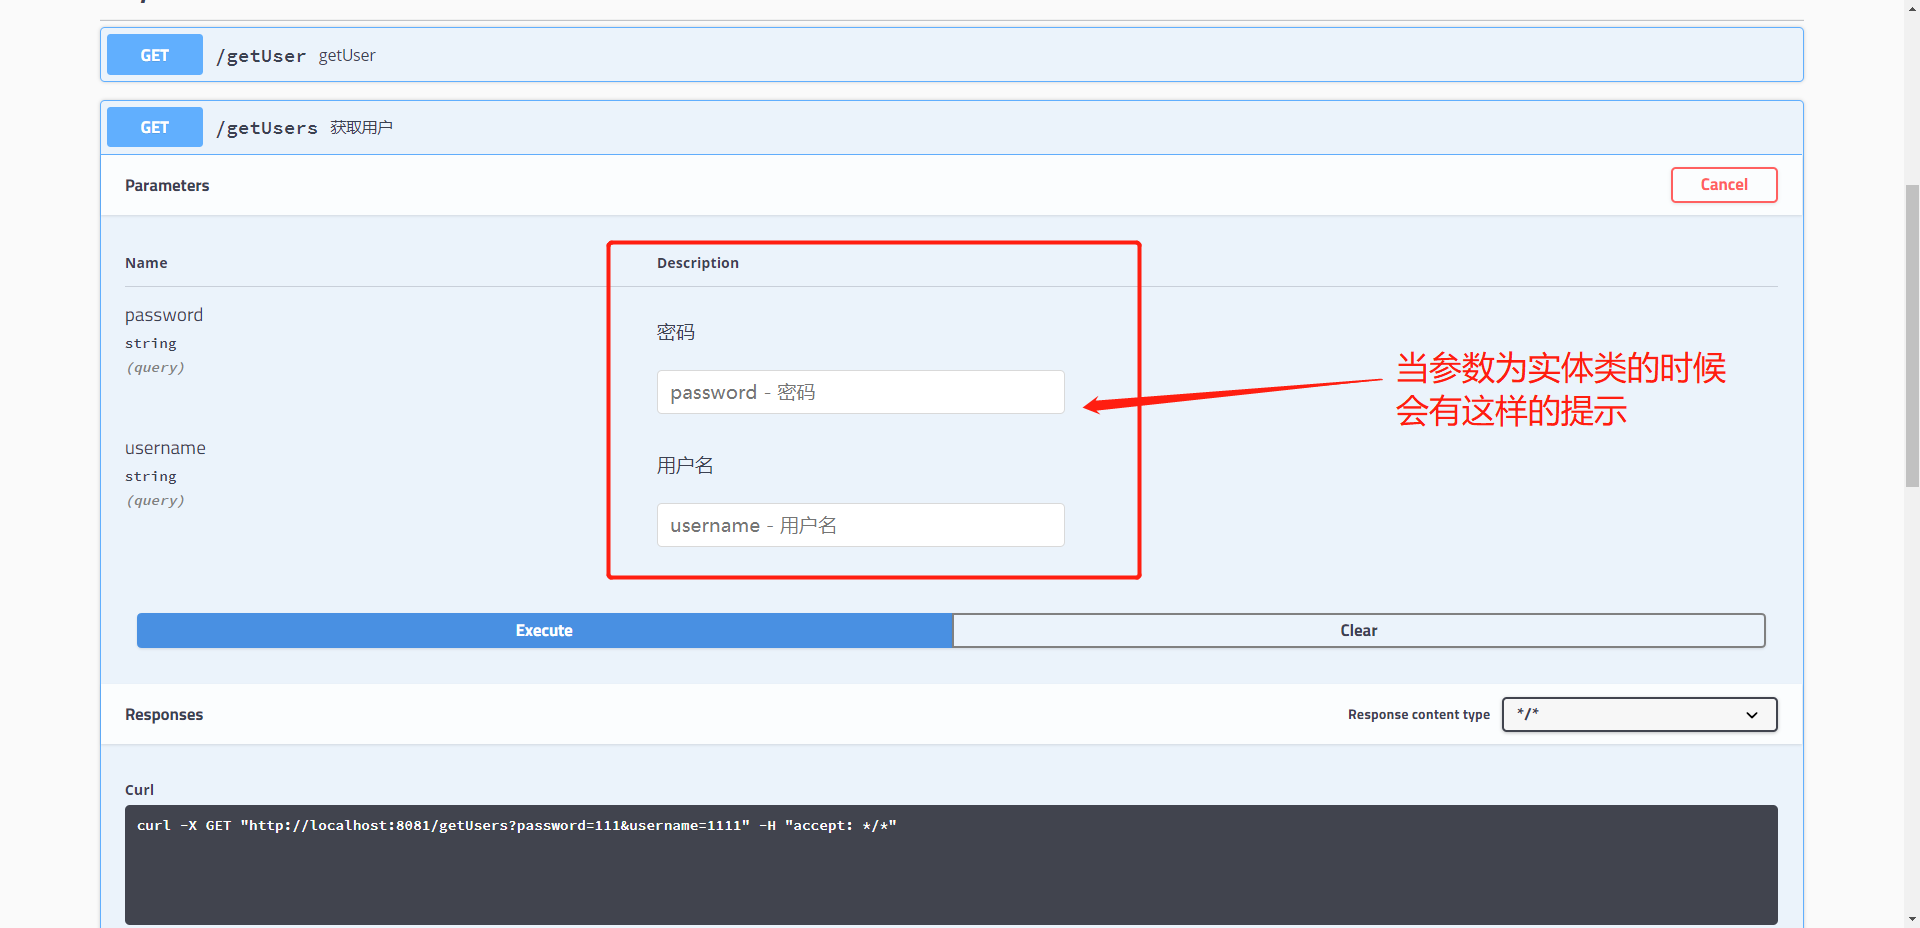 GET /getUser getUser
GET /getUsers 获取用户
Parameters
Cancel
Name
Description
password
string
(query)
密码
password - 密码
username
string
(query)
用户名
username - 用户名
当参数为实体类的时候
会有这样的提示
Execute
Clear
Responses
Response content type
*/*
Curl
curl -X GET "http://localhost:8081/getUsers?password=111&username=1111" -H "accept: */*"